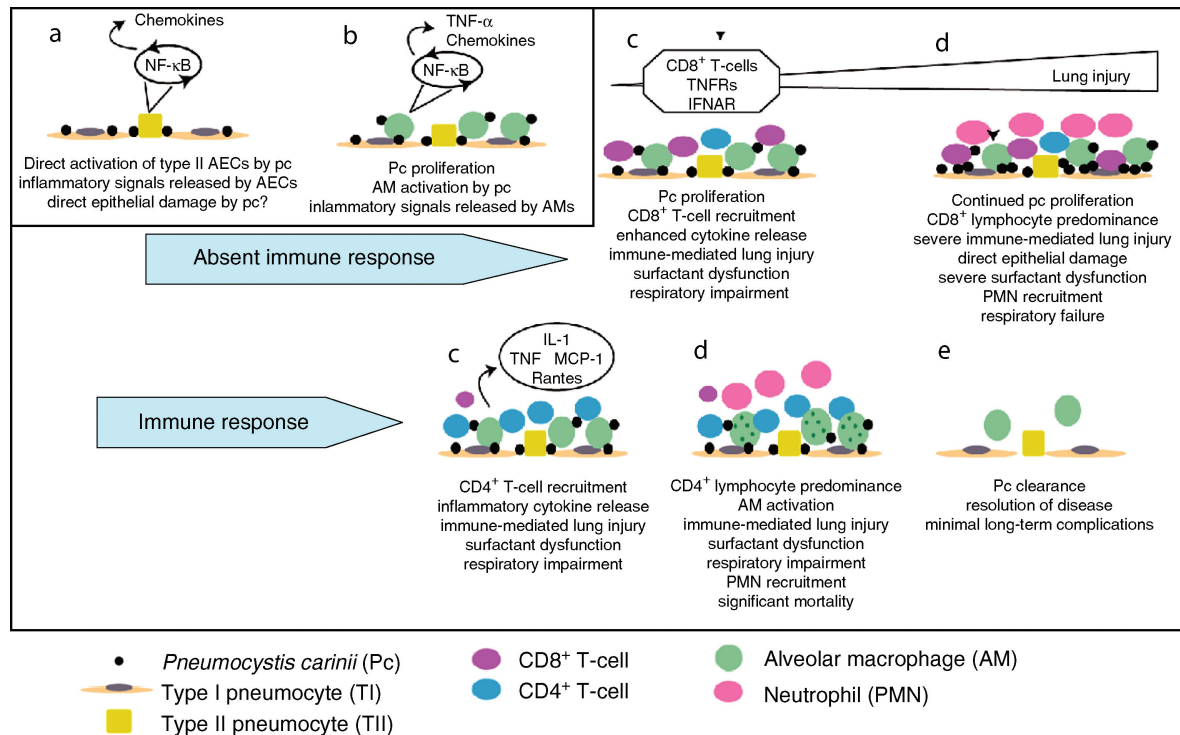 a
Chemokines
NF-κB
Direct activation of type II AECs by pc
inflammatory signals released by AECs
direct epithelial damage by pc?
b
TNF-α
Chemokines
NF-κB
Pc proliferation
AM activation by pc
inlammatory signals released by AMs
c
CD8+ T-cells
TNFRs
IFNAR
Pc proliferation
CD8+ T-cell recruitment
enhanced cytokine release
immune-mediated lung injury
surfactant dysfunction
respiratory impairment
d
Lung injury
Continued pc proliferation
CD8+ lymphocyte predominance
severe immune-mediated lung injury
direct epithelial damage
severe surfactant dysfunction
PMN recruitment
respiratory failure
Absent immune response
Immune response
c
IL-1
TNF MCP-1
Rantes
CD4+ T-cell recruitment
inflammatory cytokine release
immune-mediated lung injury
surfactant dysfunction
respiratory impairment
d
CD4+ lymphocyte predominance
AM activation
immune-mediated lung injury
surfactant dysfunction
respiratory impairment
PMN recruitment
significant mortality
e
Pc clearance
resolution of disease
minimal long-term complications
Pneumocystis carinii (Pc)
Type I pneumocyte (TI)
Type II pneumocyte (TII)
CD8+ T-cell
CD4+ T-cell
Alveolar macrophage (AM)
Neutrophil (PMN)